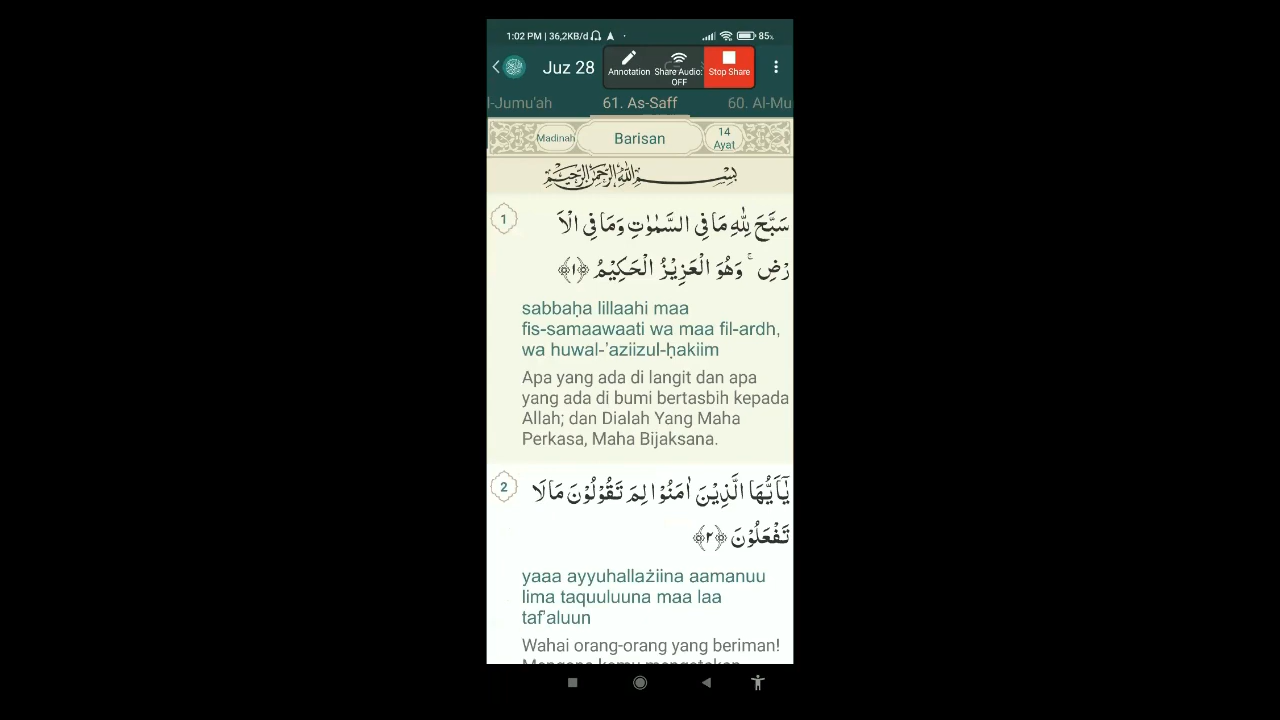 1:02 PM | 36,2KB/d 85%
Juz 28
Annotation Share Audio: OFF Stop Share
l-Jumu'ah 61. As-Saff 60. Al-Mu
Madinah Barisan 14 Ayat
بِسْمِ اللّٰهِ الرَّحْمٰنِ الرَّحِيْمِ
1
سَبَّحَ لِلّٰهِ مَا فِى السَّمٰوٰتِ وَمَا فِى الْاَ
رْضِ ۚ وَهُوَ الْعَزِيْزُ الْحَكِيْمُ ﴿١﴾
sabbaḥa lillaahi maa
fis-samaawaati wa maa fil-ardh,
wa huwal-'aziizul-ḥakiim
Apa yang ada di langit dan apa
yang ada di bumi bertasbih kepada
Allah; dan Dialah Yang Maha
Perkasa, Maha Bijaksana.
2
يٰٓاَيُّهَا الَّذِيْنَ اٰمَنُوْا لِمَ تَقُوْلُوْنَ مَا لَا
تَفْعَلُوْنَ ﴿٢﴾
yaaa ayyuhallażiina aamanuu
lima taquuluuna maa laa
taf'aluun
Wahai orang-orang yang beriman!
Mengapa kamu mengatakan